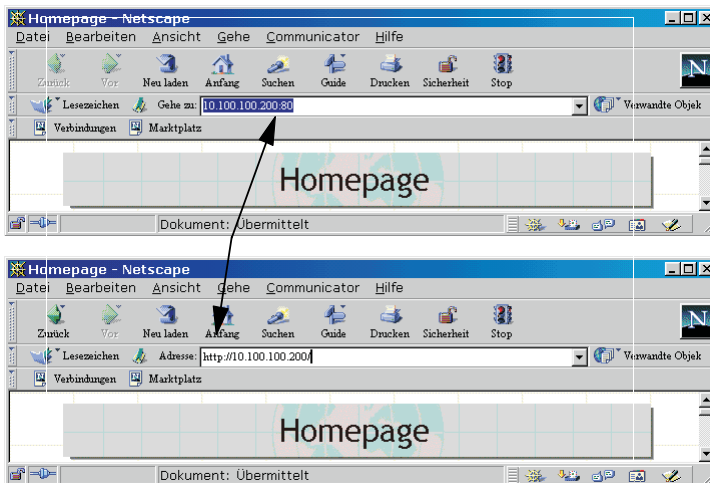 Homepage - Netscape
Datei Bearbeiten Ansicht Gehe Communicator Hilfe
Zurück Vor Neu laden Anfang Suchen Guide Drucken Sicherheit Stop
N
Lesezeichen Gehe zu: 10.100.100.200:80 Verwandte Objek
Verbindungen Marktplatz
Homepage
Dokument: Übermittelt
Homepage - Netscape
Datei Bearbeiten Ansicht Gehe Communicator Hilfe
Zurück Vor Neu laden Anfang Suchen Guide Drucken Sicherheit Stop
N
Lesezeichen Adresse: http://10.100.100.200/ Verwandte Objek
Verbindungen Marktplatz
Homepage
Dokument: Übermittelt